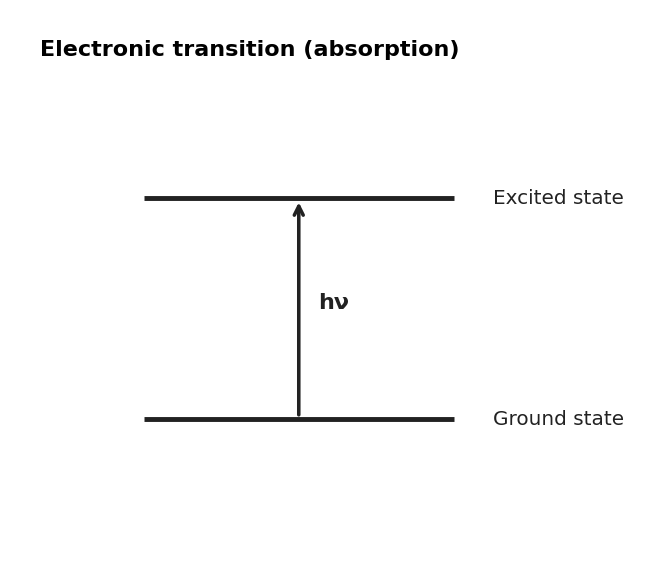 Electronic transition (absorption)
Excited state
hν
Ground state